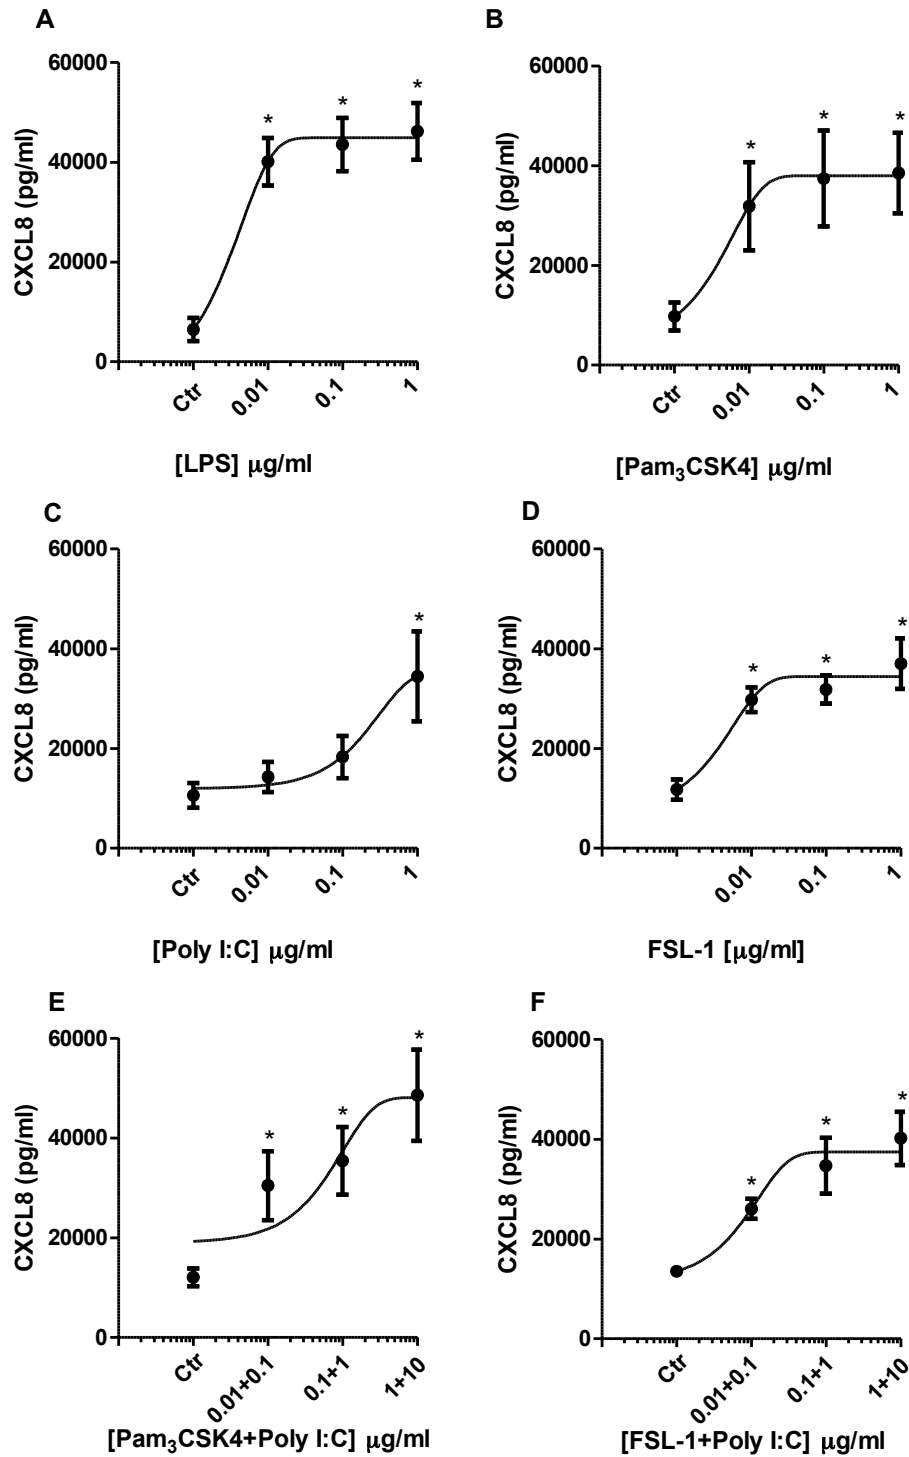 A
CXCL8 (pg/ml)
60000
40000
20000
0
*
*
*
Ctr
0.01
0.1
1
[LPS] μg/ml
B
CXCL8 (pg/ml)
60000
40000
20000
0
*
*
*
Ctr
0.01
0.1
1
[Pam₃CSK4] μg/ml
C
CXCL8 (pg/ml)
60000
40000
20000
0
*
Ctr
0.01
0.1
1
[Poly I:C] μg/ml
D
CXCL8 (pg/ml)
60000
40000
20000
0
*
*
*
0.01
0.1
1
FSL-1 [μg/ml]
E
CXCL8 (pg/ml)
60000
40000
20000
0
*
*
*
Ctr
0.01+0.1
0.1+1
1+10
[Pam₃CSK4+Poly I:C] μg/ml
F
CXCL8 (pg/ml)
60000
40000
20000
0
*
*
*
Ctr
0.01+0.1
0.1+1
1+10
[FSL-1+Poly I:C] μg/ml